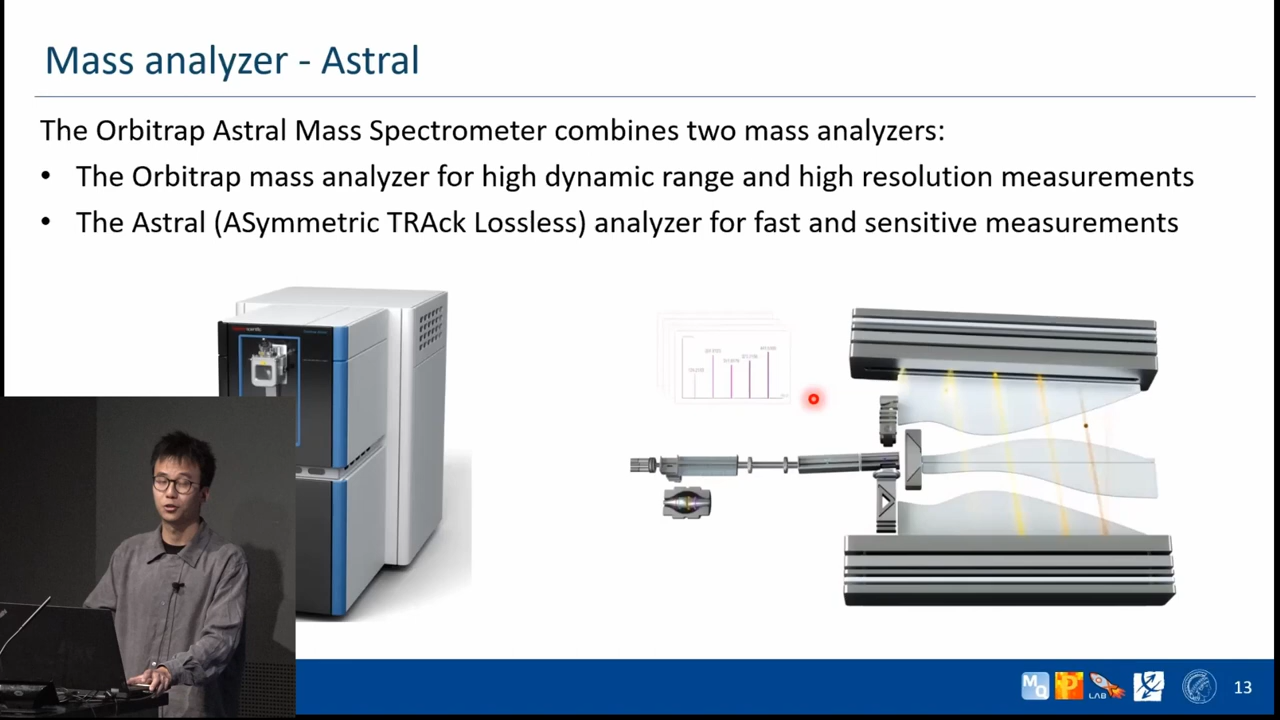 Mass analyzer - Astral
The Orbitrap Astral Mass Spectrometer combines two mass analyzers:
• The Orbitrap mass analyzer for high dynamic range and high resolution measurements
• The Astral (ASymmetric TRAck Lossless) analyzer for fast and sensitive measurements
M
Q
P
LAB
13